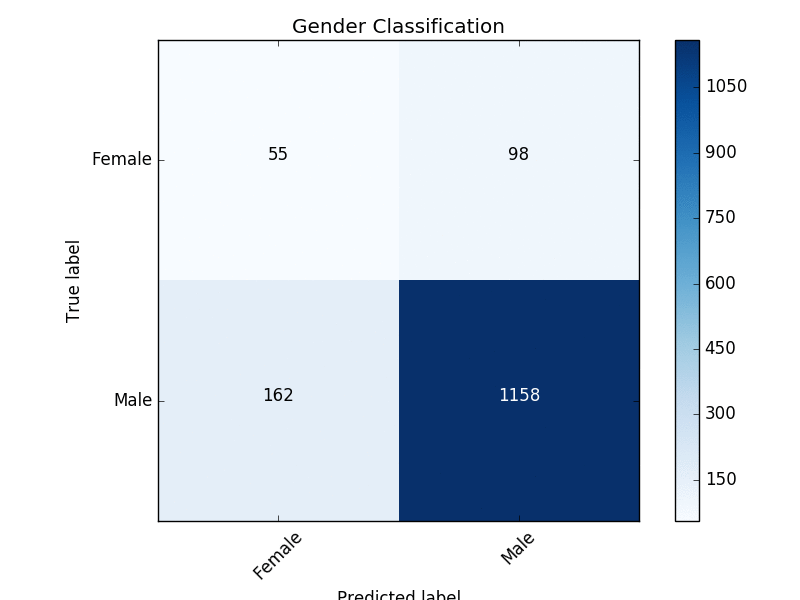 Gender Classification
Female
55
98
True label
Male
162
1158
Female
Male
Predicted label
1050
900
750
600
450
300
150